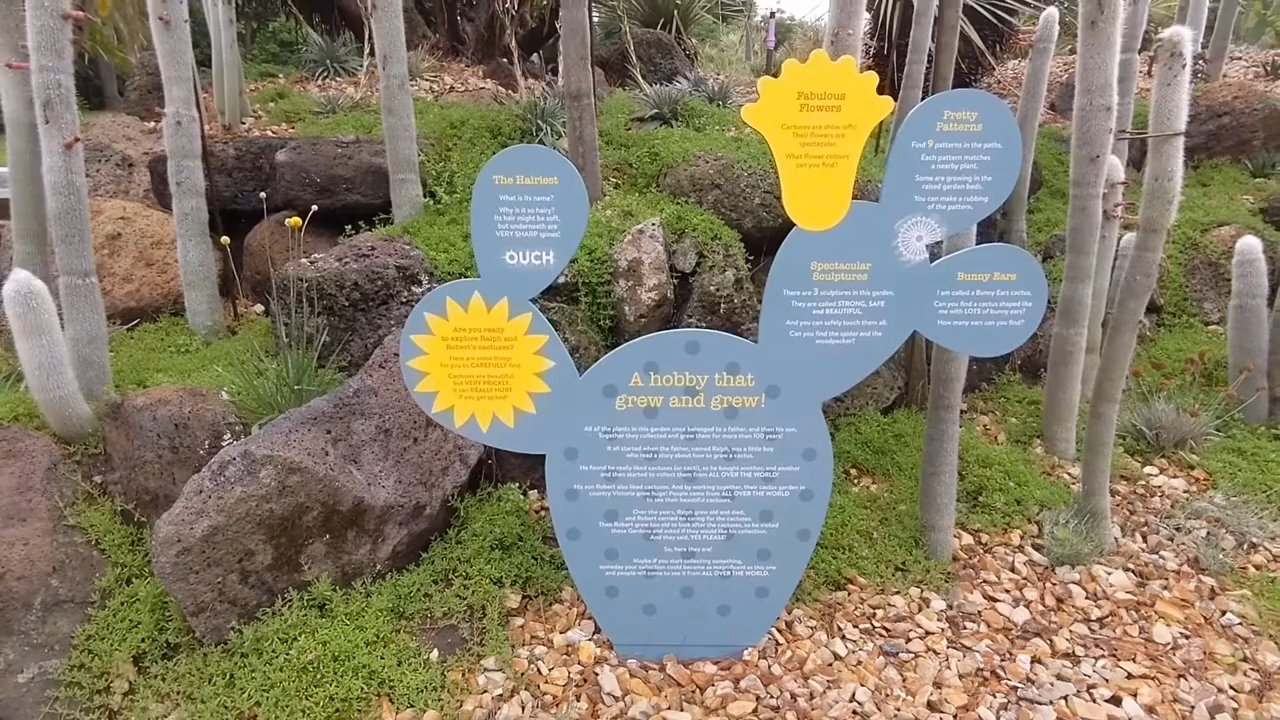 Fabulous
Flowers
Cactuses are show-offs!
Their flowers are
spectacular.
What flower colours
can you find?
Pretty
Patterns
Find 9 patterns in the paths.
Each pattern matches
a nearby plant.
Some are growing in the
raised garden beds.
You can make a rubbing
of the pattern.
The Hairiest
What is its name?
Why is it so hairy?
Its hair might be soft,
but underneath are
VERY SHARP spines!
OUCH
Spectacular
Sculptures
There are 3 sculptures in this garden.
They are called STRONG, SAFE
and BEAUTIFUL.
And you can safely touch them all.
Can you find the spider and the
woodpecker?
Bunny Ears
I am called a Bunny Ears cactus.
Can you find a cactus shaped like
me with LOTS of bunny ears?
How many ears can you find?
Are you ready
to explore Ralph and
Robert's cactuses?
Here are some things
for you to CAREFULLY find.
Cactuses are beautiful,
but VERY PRICKLY.
It can REALLY HURT
if you get spiked!
A hobby that
grew and grew!
All of the plants in this garden once belonged to a father, and then his son.
Together they collected and grew them for more than 100 years!
It all started when the father, named Ralph, was a little boy
who read a story about how to grow a cactus.
He found he really liked cactuses (or cacti), so he bought another, and another
and then started to collect them from ALL OVER THE WORLD!
His son Robert also liked cactuses. And by working together, their cactus garden in
country Victoria grew huge! People came from ALL OVER THE WORLD
to see their beautiful cactuses.
Over the years, Ralph grew old and died,
and Robert carried on caring for the cactuses.
Then Robert grew too old to look after the cactuses, so he visited
these Gardens and asked if they would like his collection.
And they said, YES PLEASE!
So, here they are!
Maybe if you start collecting something,
someday your collection could become as magnificent as this one
and people will come to see it from ALL OVER THE WORLD.